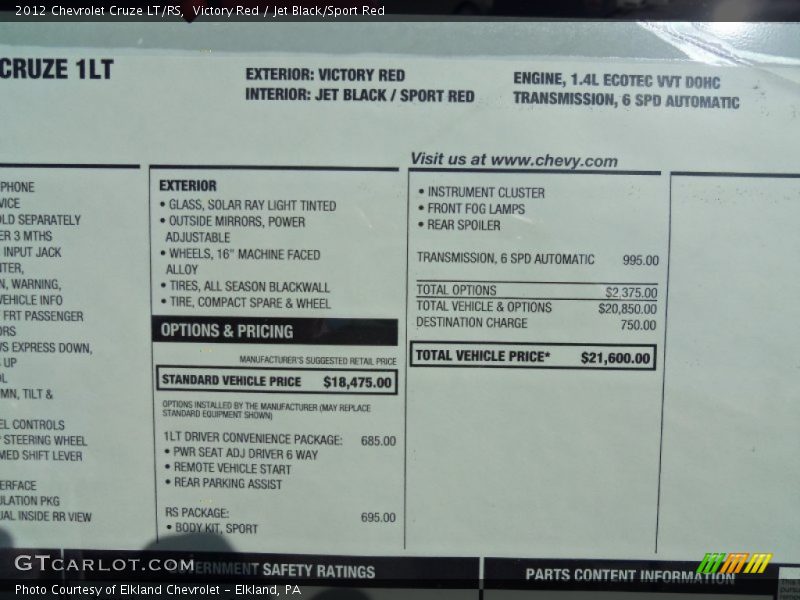 2012 Chevrolet Cruze LT/RS,  Victory Red / Jet Black/Sport Red
CRUZE 1LT
EXTERIOR: VICTORY RED
INTERIOR: JET BLACK / SPORT RED
ENGINE, 1.4L ECOTEC VVT DOHC
TRANSMISSION, 6 SPD AUTOMATIC
PHONE
VICE
OLD SEPARATELY
ER 3 MTHS
INPUT JACK
TER,
N, WARNING,
VEHICLE INFO
FRT PASSENGER
ORS
WS EXPRESS DOWN,
UP
OL
MN, TILT &
EL CONTROLS
STEERING WHEEL
MED SHIFT LEVER
ERFACE
ULATION PKG
UAL INSIDE RR VIEW
EXTERIOR
• GLASS, SOLAR RAY LIGHT TINTED
• OUTSIDE MIRRORS, POWER
ADJUSTABLE
• WHEELS, 16" MACHINE FACED
ALLOY
• TIRES, ALL SEASON BLACKWALL
• TIRE, COMPACT SPARE & WHEEL
OPTIONS & PRICING
MANUFACTURER'S SUGGESTED RETAIL PRICE
STANDARD VEHICLE PRICE $18,475.00
OPTIONS INSTALLED BY THE MANUFACTURER (MAY REPLACE
STANDARD EQUIPMENT SHOWN)
1LT DRIVER CONVENIENCE PACKAGE: 685.00
• PWR SEAT ADJ DRIVER 6 WAY
• REMOTE VEHICLE START
• REAR PARKING ASSIST
RS PACKAGE: 695.00
• BODY KIT, SPORT
Visit us at www.chevy.com
• INSTRUMENT CLUSTER
• FRONT FOG LAMPS
• REAR SPOILER
TRANSMISSION, 6 SPD AUTOMATIC 995.00
TOTAL OPTIONS $2,375.00
TOTAL VEHICLE & OPTIONS $20,850.00
DESTINATION CHARGE 750.00
TOTAL VEHICLE PRICE* $21,600.00
GOVERNMENT SAFETY RATINGS
PARTS CONTENT INFORMATION
GTCARLOT.COM
Photo Courtesy of Elkland Chevrolet - Elkland, PA